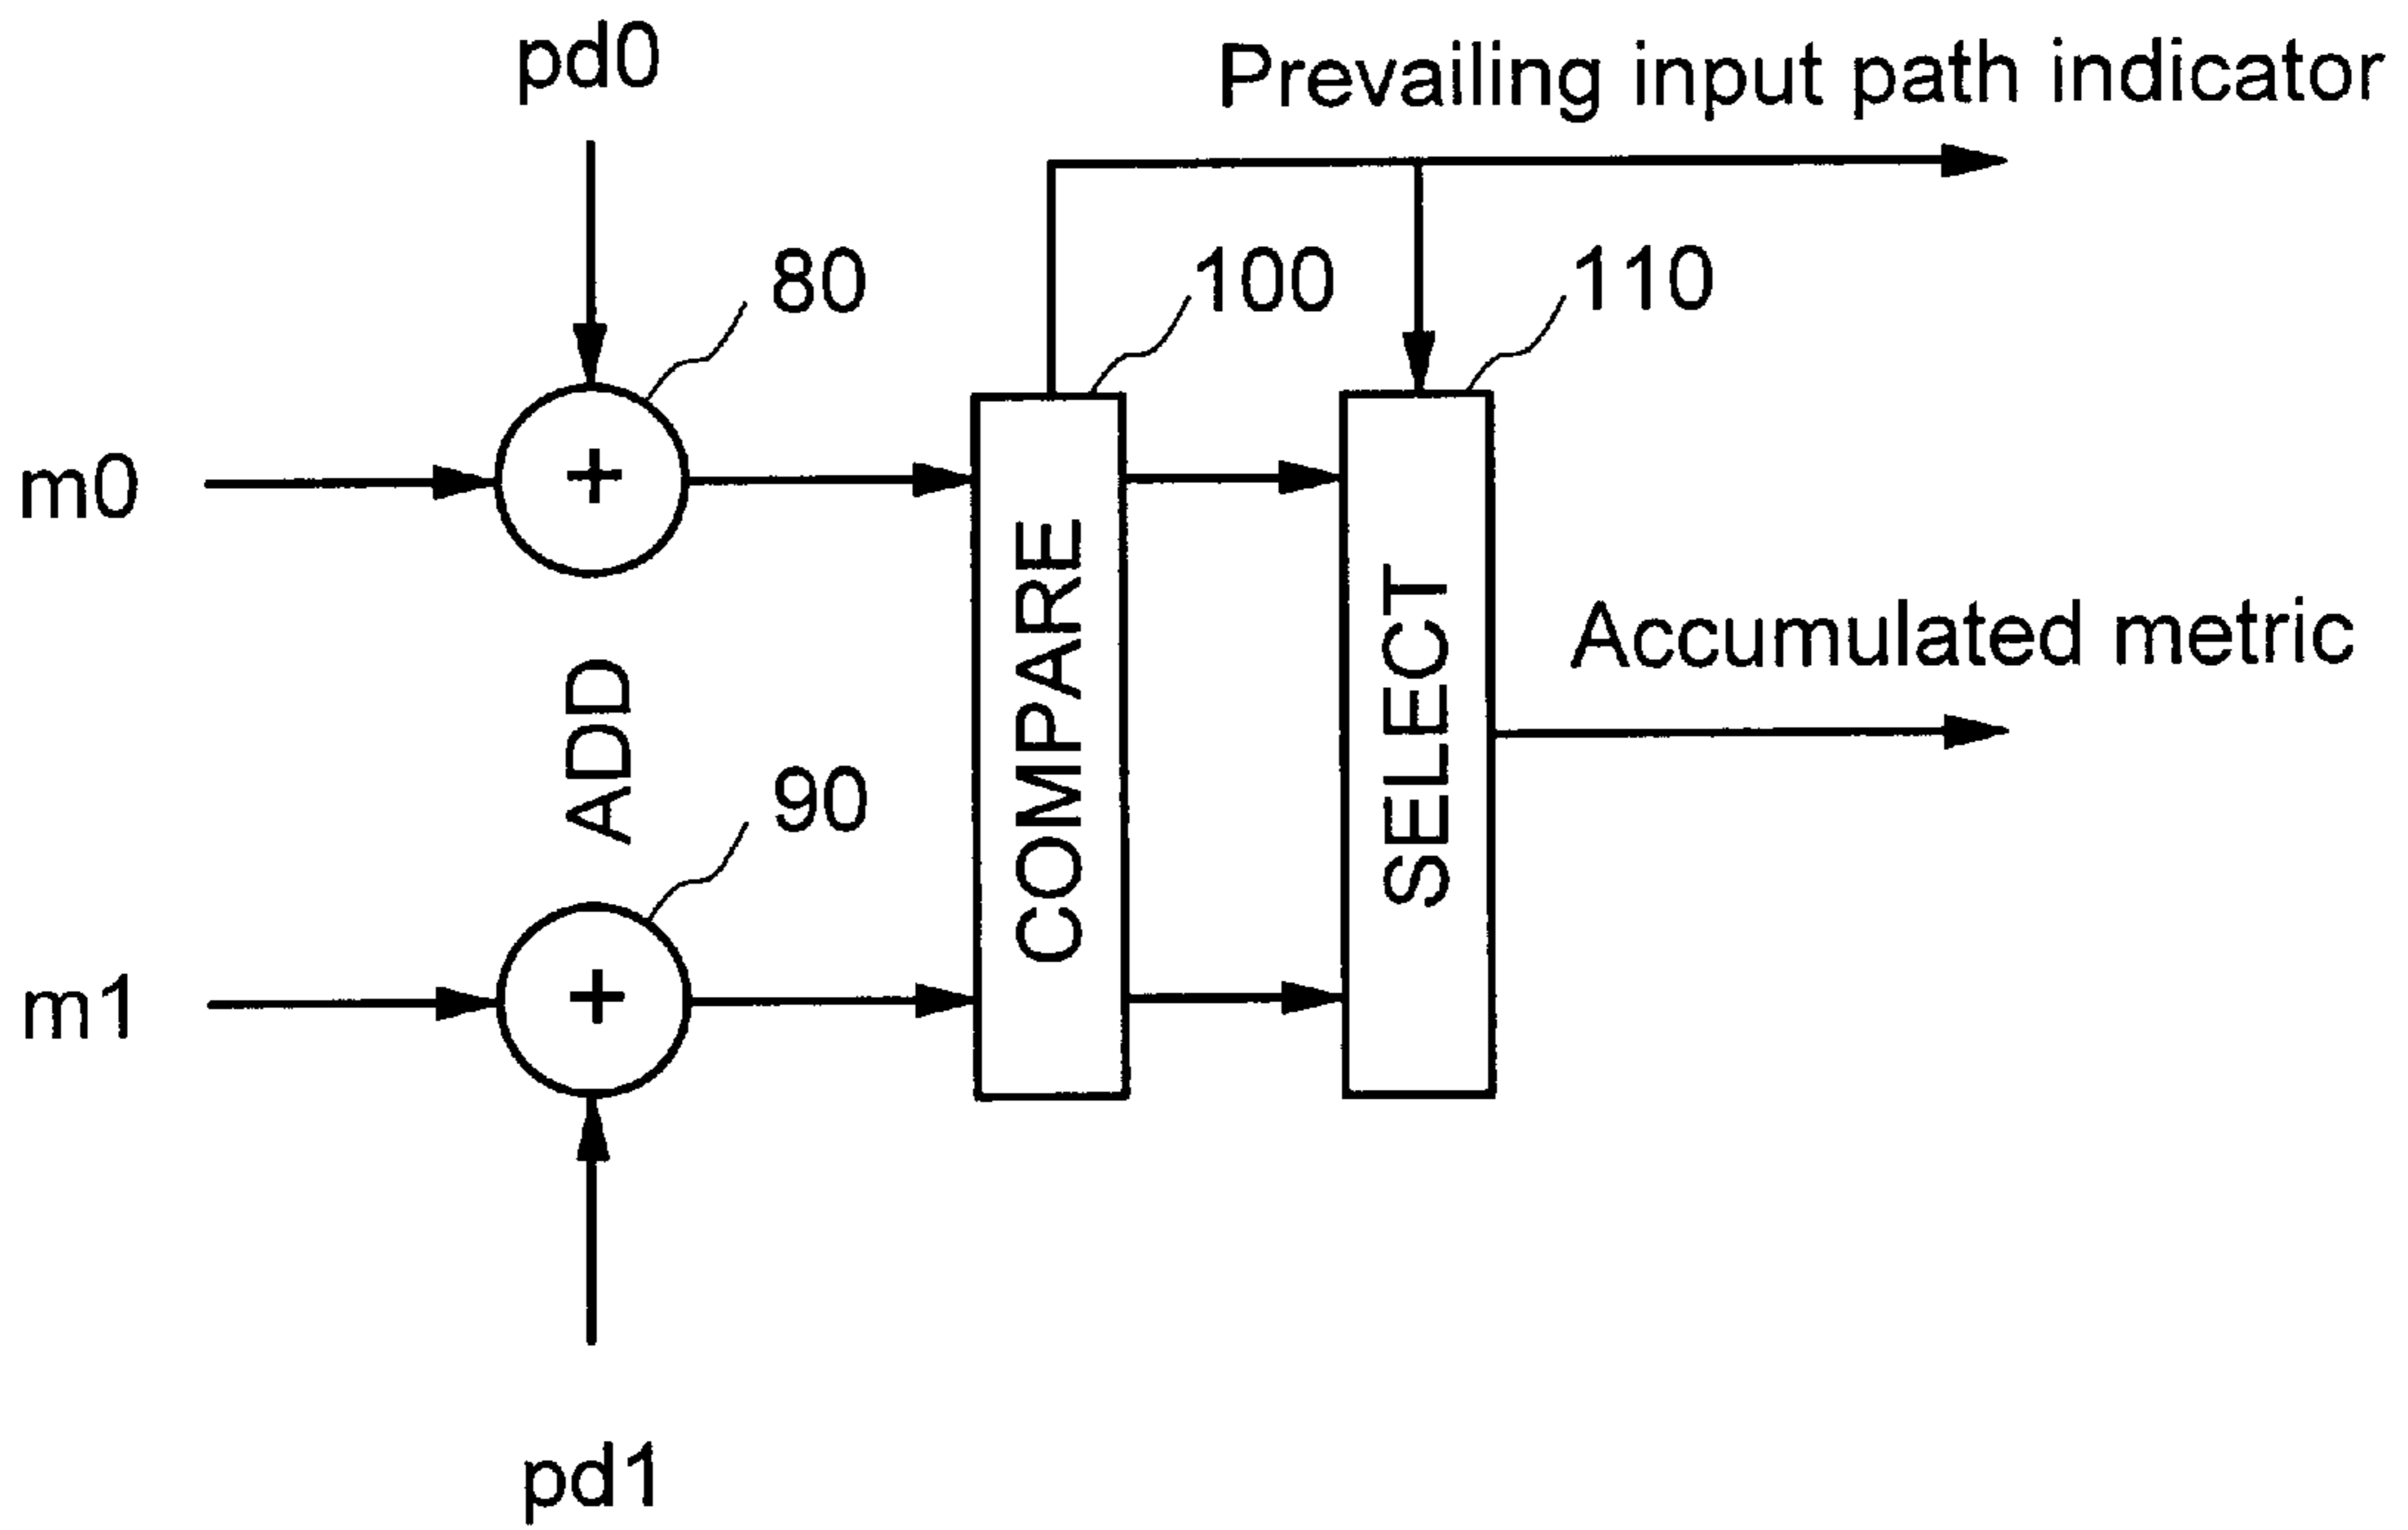 pd0
Prevailing input path indicator
80
100
110
m0
COMPARE
SELECT
Accumulated metric
ADD
90
m1
pd1